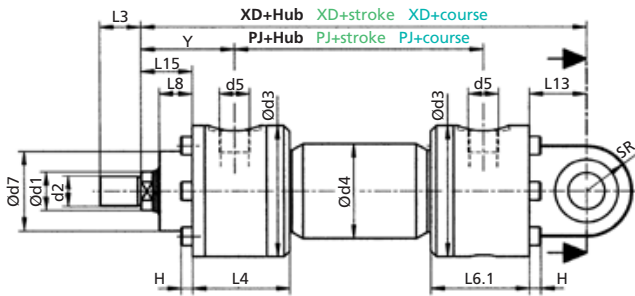 L3 XD+Hub XD+stroke XD+course
Y PJ+Hub PJ+stroke PJ+course
L15
L8 d5 d5 L13
Ød3 Ød3
SR
Ød7 Ød1 d2 Ød4
H L4 L6.1 H